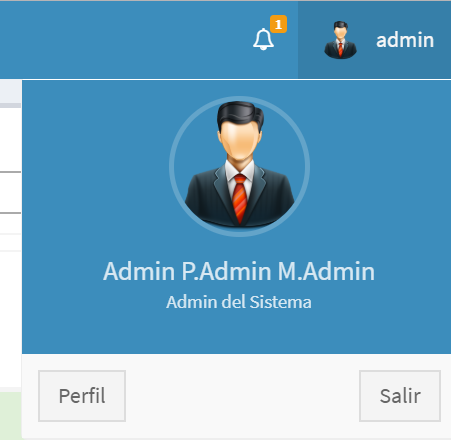 1
admin
Admin P.Admin M.Admin
Admin del Sistema
Perfil
Salir